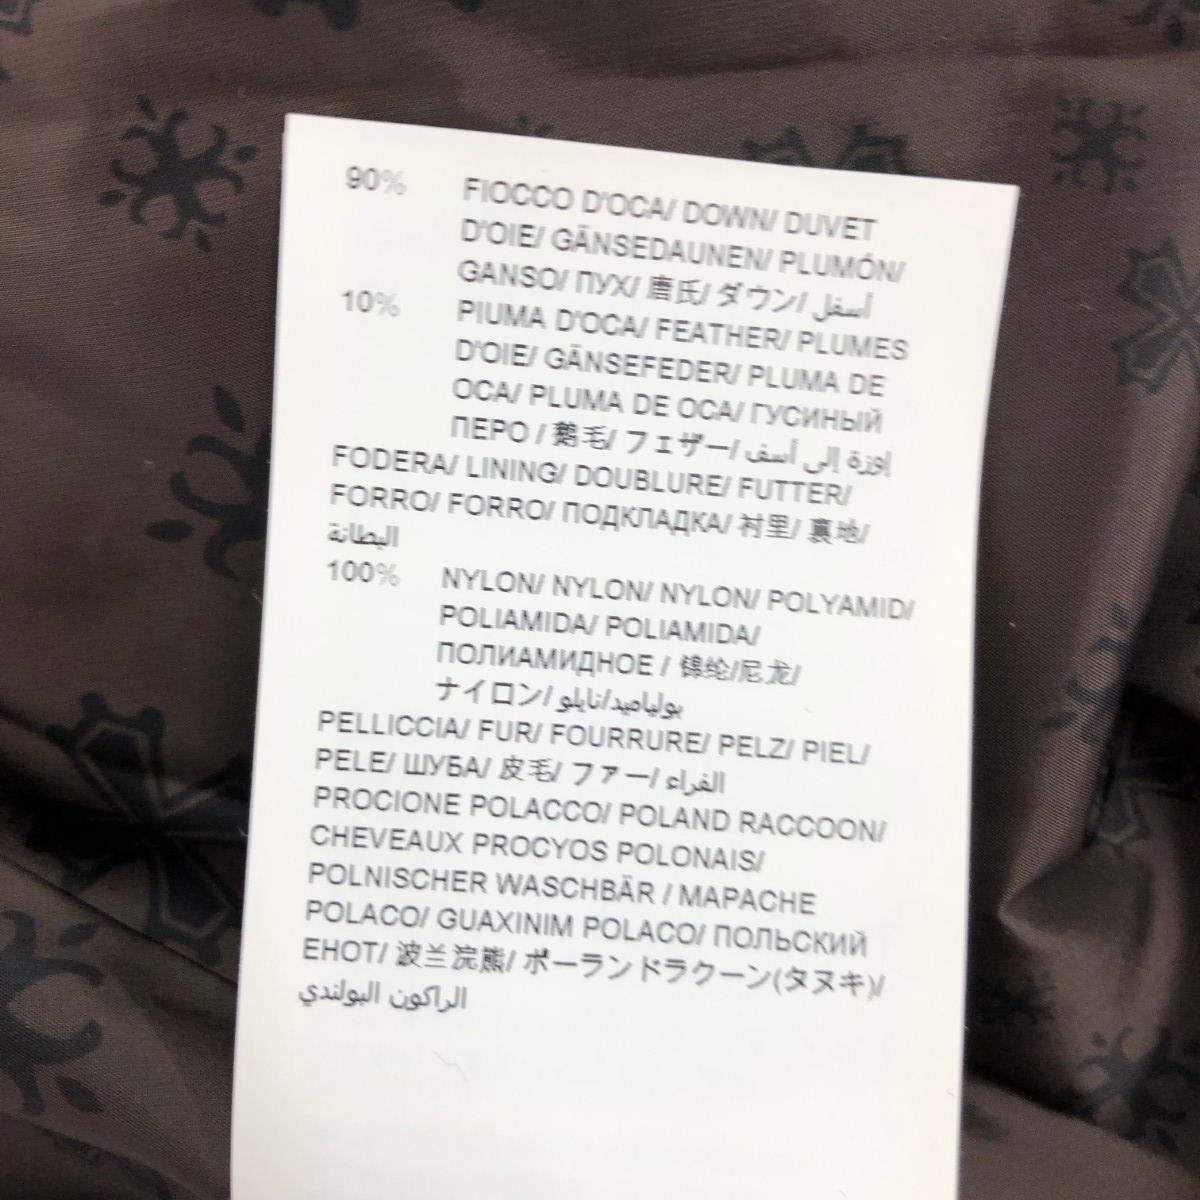 90% FIOCCO D'OCA/ DOWN/ DUVET
D'OIE/ GÄNSEDAUNEN/ PLUMÓN/
GANSO/ ПУХ/ 唐氏/ ダウン/ أسفل
10% PIUMA D'OCA/ FEATHER/ PLUMES
D'OIE/ GÄNSEFEDER/ PLUMA DE
OCA/ PLUMA DE OCA/ ГУСИНЫЙ
ПЕРО / 鹅毛/ フェザー/ إوزة إلى أسف
FODERA/ LINING/ DOUBLURE/ FUTTER/
FORRO/ FORRO/ ПОДКЛАДКА/ 衬里/ 裏地/
البطانة
100% NYLON/ NYLON/ NYLON/ POLYAMID/
POLIAMIDA/ POLIAMIDA/
ПОЛИАМИДНОЕ / 锦纶/尼龙/
ナイロン/ بولياميد/نايلو
PELLICCIA/ FUR/ FOURRURE/ PELZ/ PIEL/
PELE/ ШУБА/ 皮毛/ ファー/ الفراء
PROCIONE POLACCO/ POLAND RACCOON/
CHEVEAUX PROCYOS POLONAIS/
POLNISCHER WASCHBÄR / MAPACHE
POLACO/ GUAXINIM POLACO/ ПОЛЬСКИЙ
ЕНОТ/ 波兰浣熊/ ポーランドラクーン(タヌキ)/
الراكون البولندي